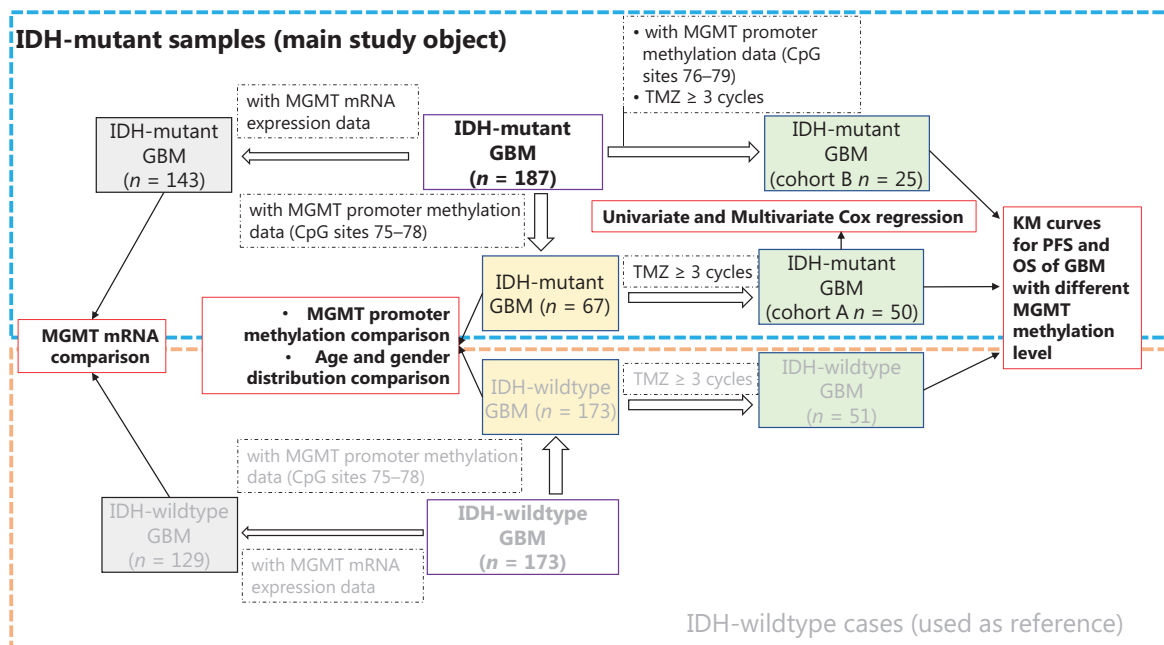 IDH-mutant samples (main study object)
• with MGMT promoter
methylation data (CpG
sites 76–79)
• TMZ ≥ 3 cycles
with MGMT mRNA
expression data
IDH-mutant
GBM
(n = 143)
IDH-mutant
GBM
(n = 187)
IDH-mutant
GBM
(cohort B n = 25)
with MGMT promoter methylation
data (CpG sites 75–78)
Univariate and Multivariate Cox regression
KM curves
for PFS and
OS of GBM
with different
MGMT
methylation
level
IDH-mutant
GBM (n = 67)
TMZ ≥ 3 cycles
IDH-mutant
GBM
(cohort A n = 50)
MGMT mRNA
comparison
• MGMT promoter
methylation comparison
• Age and gender
distribution comparison
IDH-wildtype
GBM (n = 173)
TMZ ≥ 3 cycles
IDH-wildtype
GBM
(n = 51)
with MGMT promoter methylation
data (CpG sites 75–78)
IDH-wildtype
GBM
(n = 129)
with MGMT mRNA
expression data
IDH-wildtype
GBM
(n = 173)
IDH-wildtype cases (used as reference)